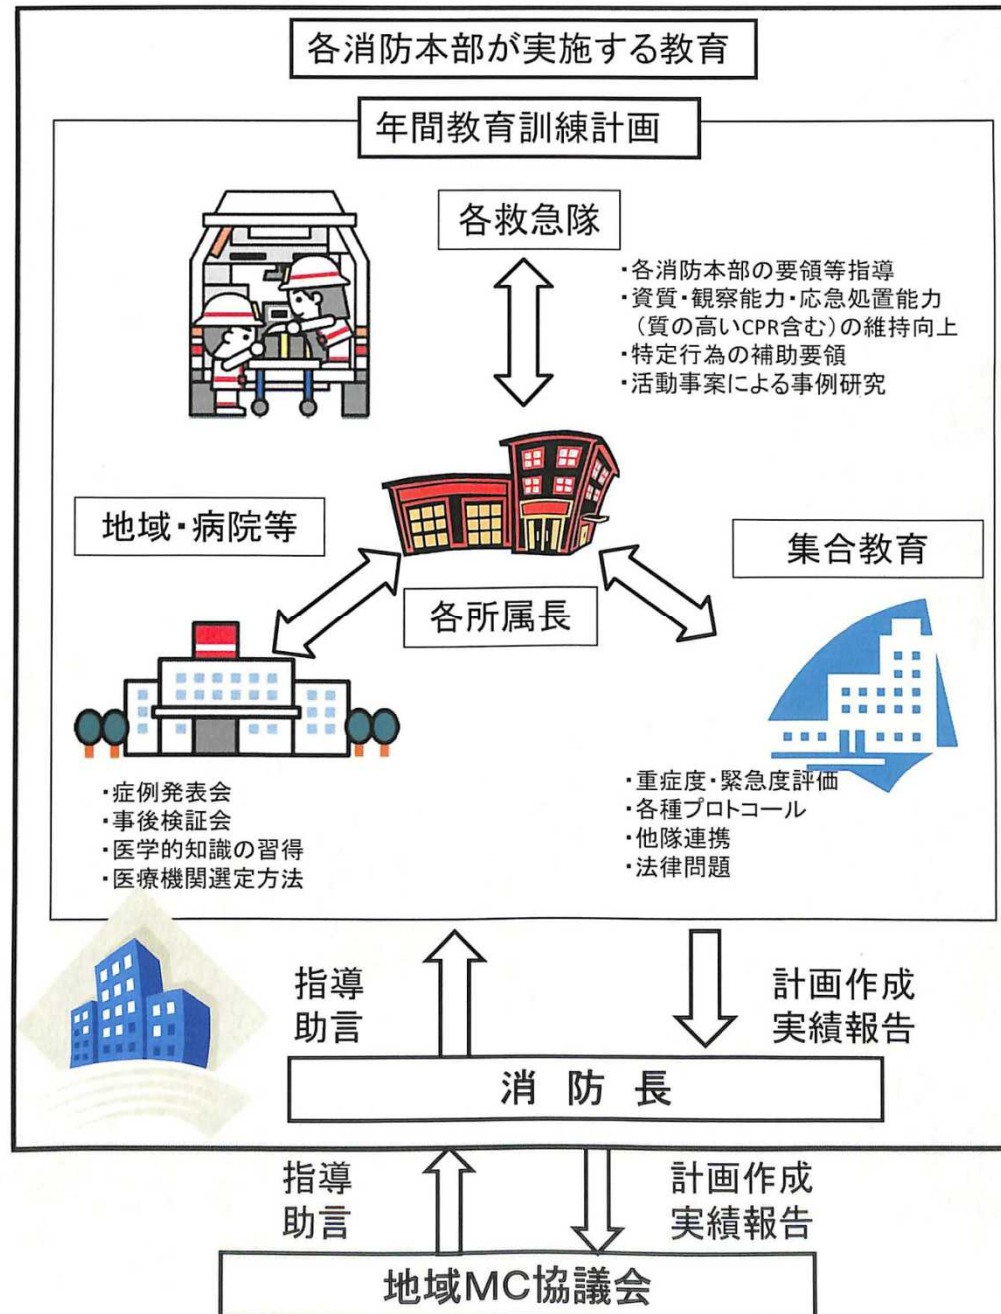 各消防本部が実施する教育
年間教育訓練計画
各救急隊
・各消防本部の要領等指導
・資質・観察能力・応急処置能力
（質の高いCPR含む）の維持向上
・特定行為の補助要領
・活動事案による事例研究
地域・病院等
集合教育
各所属長
・症例発表会
・事後検証会
・医学的知識の習得
・医療機関選定方法
・重症度・緊急度評価
・各種プロトコール
・他隊連携
・法律問題
指導
助言
計画作成
実績報告
消 防 長
指導
助言
計画作成
実績報告
地域MC協議会